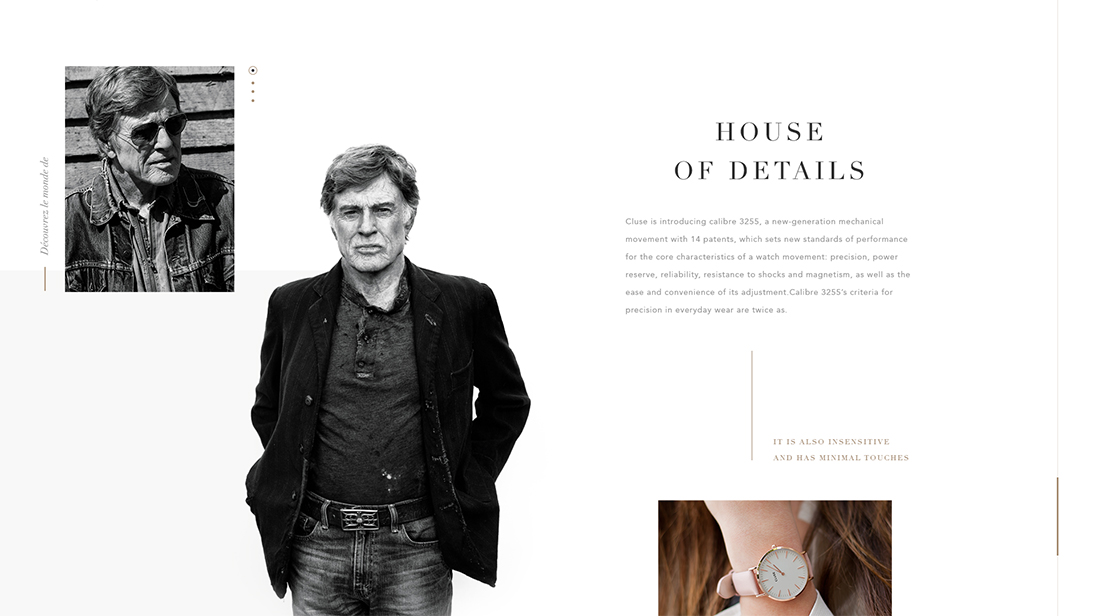 Découvrez le monde de
HOUSE
OF DETAILS
Cluse is introducing calibre 3255, a new-generation mechanical
movement with 14 patents, which sets new standards of performance
for the core characteristics of a watch movement: precision, power
reserve, reliability, resistance to shocks and magnetism, as well as the
ease and convenience of its adjustment.Calibre 3255's criteria for
precision in everyday wear are twice as.
IT IS ALSO INSENSITIVE
AND HAS MINIMAL TOUCHES